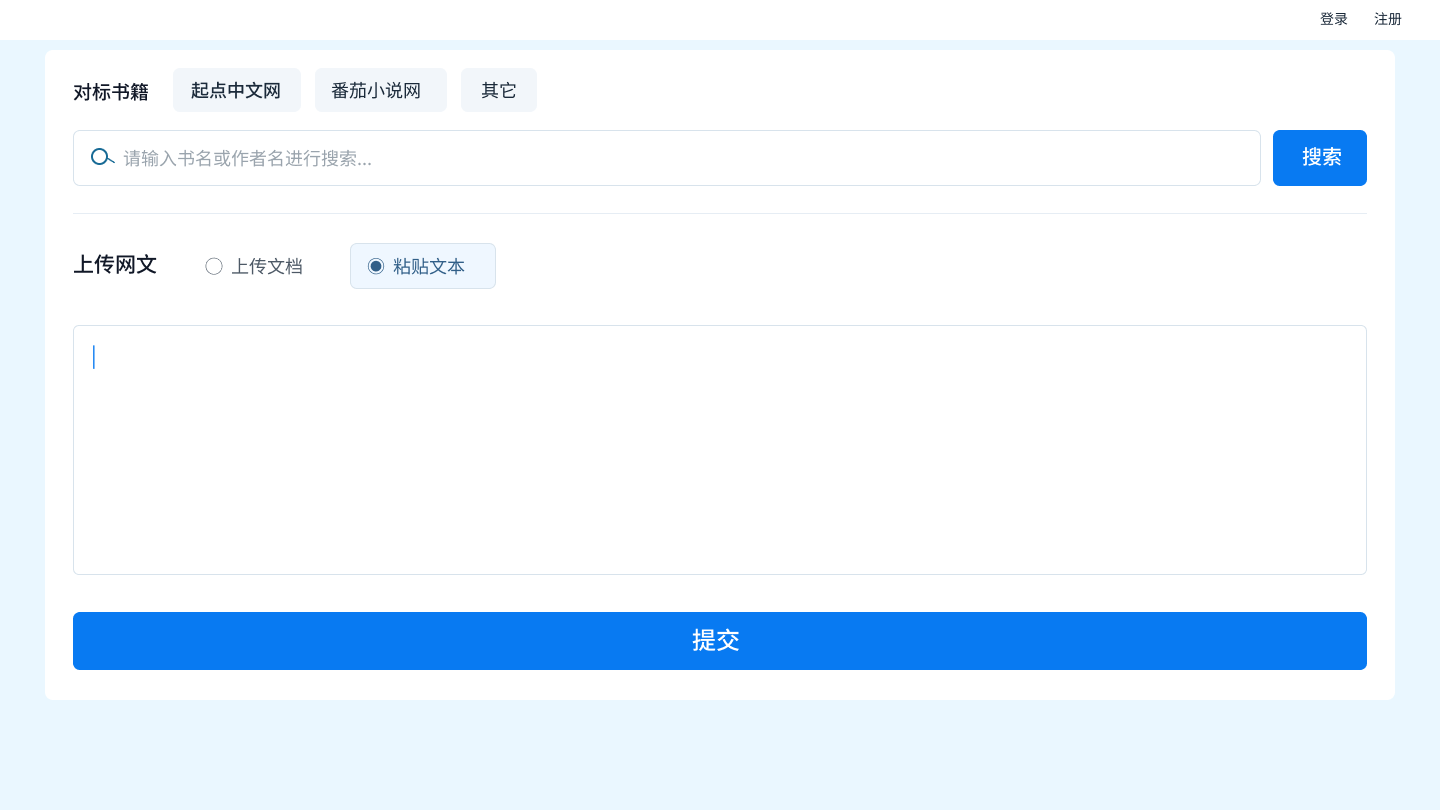 登录 注册
对标书籍 起点中文网 番茄小说网 其它
请输入书名或作者名进行搜索... 搜索
上传网文 上传文档 粘贴文本
提交